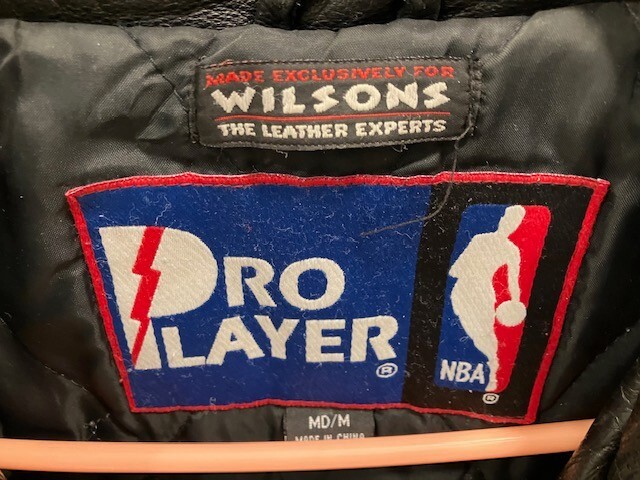 MADE EXCLUSIVELY FOR
WILSONS
THE LEATHER EXPERTS
PRO
PLAYER ®
NBA ®
MD/M
MADE IN CHINA